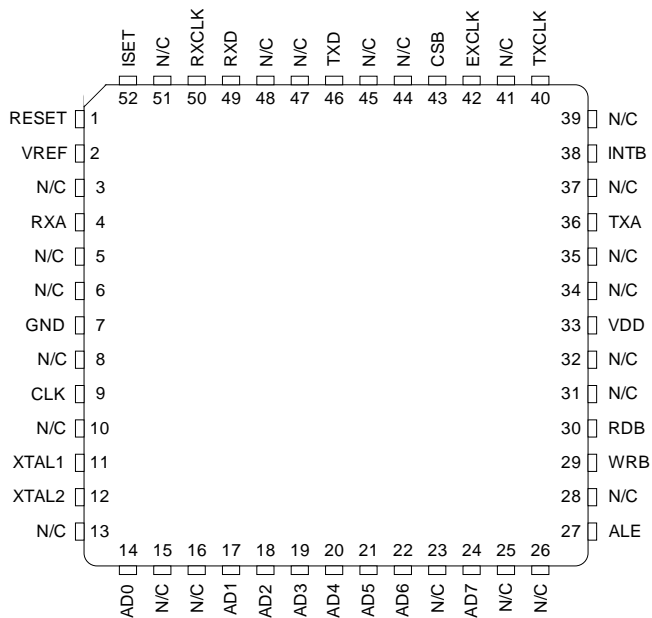 ISET N/C RXCLK RXD N/C N/C TXD N/C N/C CSB EXCLK N/C TXCLK
52 51 50 49 48 47 46 45 44 43 42 41 40
RESET 1 39 N/C
VREF 2 38 INTB
N/C 3 37 N/C
RXA 4 36 TXA
N/C 5 35 N/C
N/C 6 34 N/C
GND 7 33 VDD
N/C 8 32 N/C
CLK 9 31 N/C
N/C 10 30 RDB
XTAL1 11 29 WRB
XTAL2 12 28 N/C
N/C 13 27 ALE
14 15 16 17 18 19 20 21 22 23 24 25 26
AD0 N/C N/C AD1 AD2 AD3 AD4 AD5 AD6 N/C AD7 N/C N/C